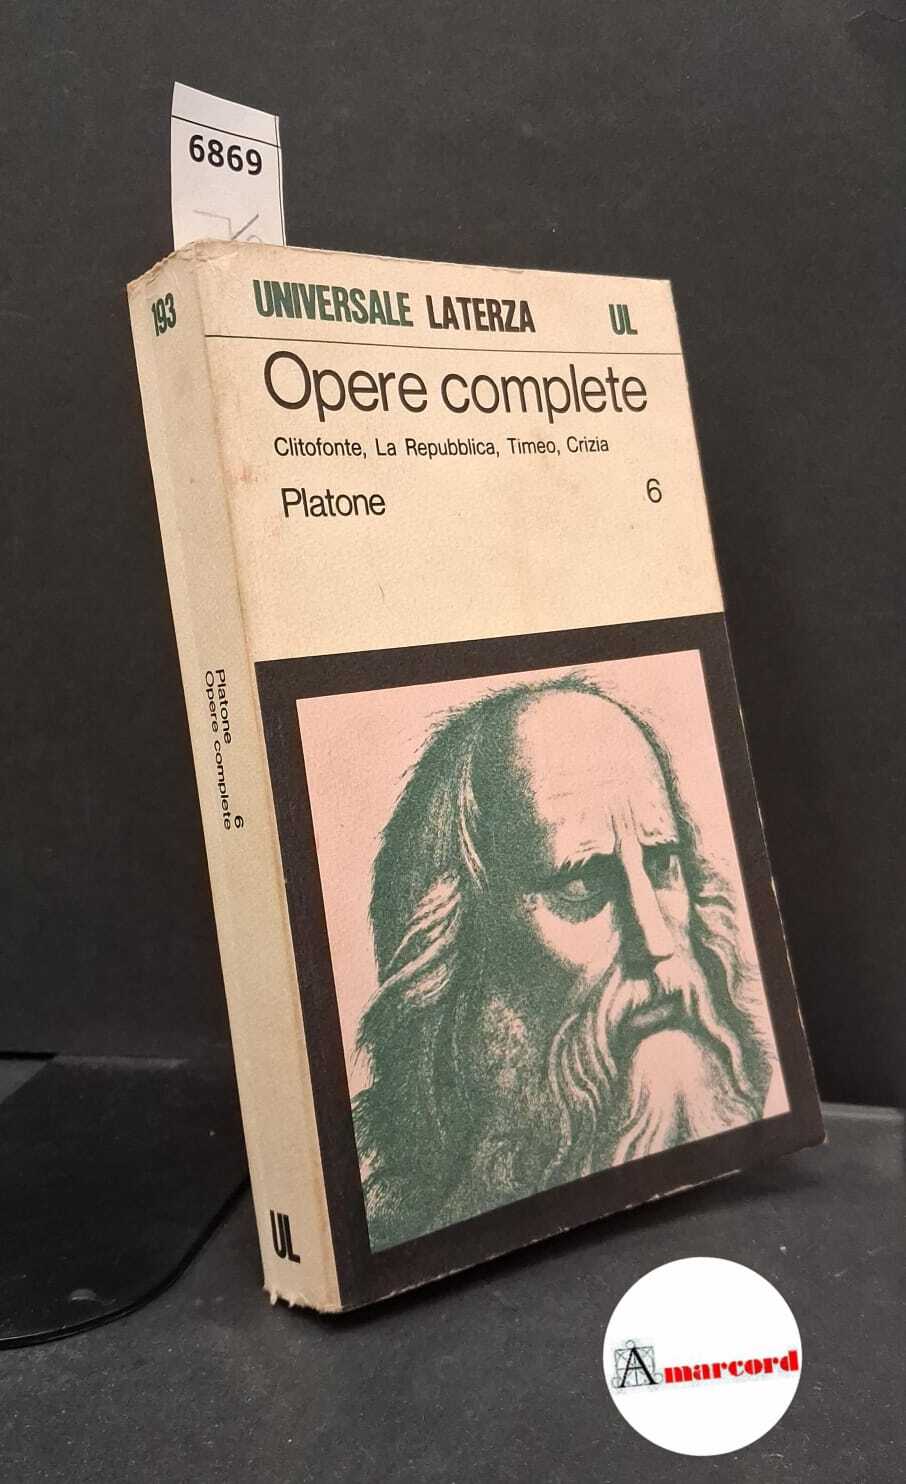 6869
193
UNIVERSALE LATERZA UL
Opere complete
Clitofonte, La Repubblica, Timeo, Crizia
Platone 6
Platone
Opere complete 6
UL
Amarcord